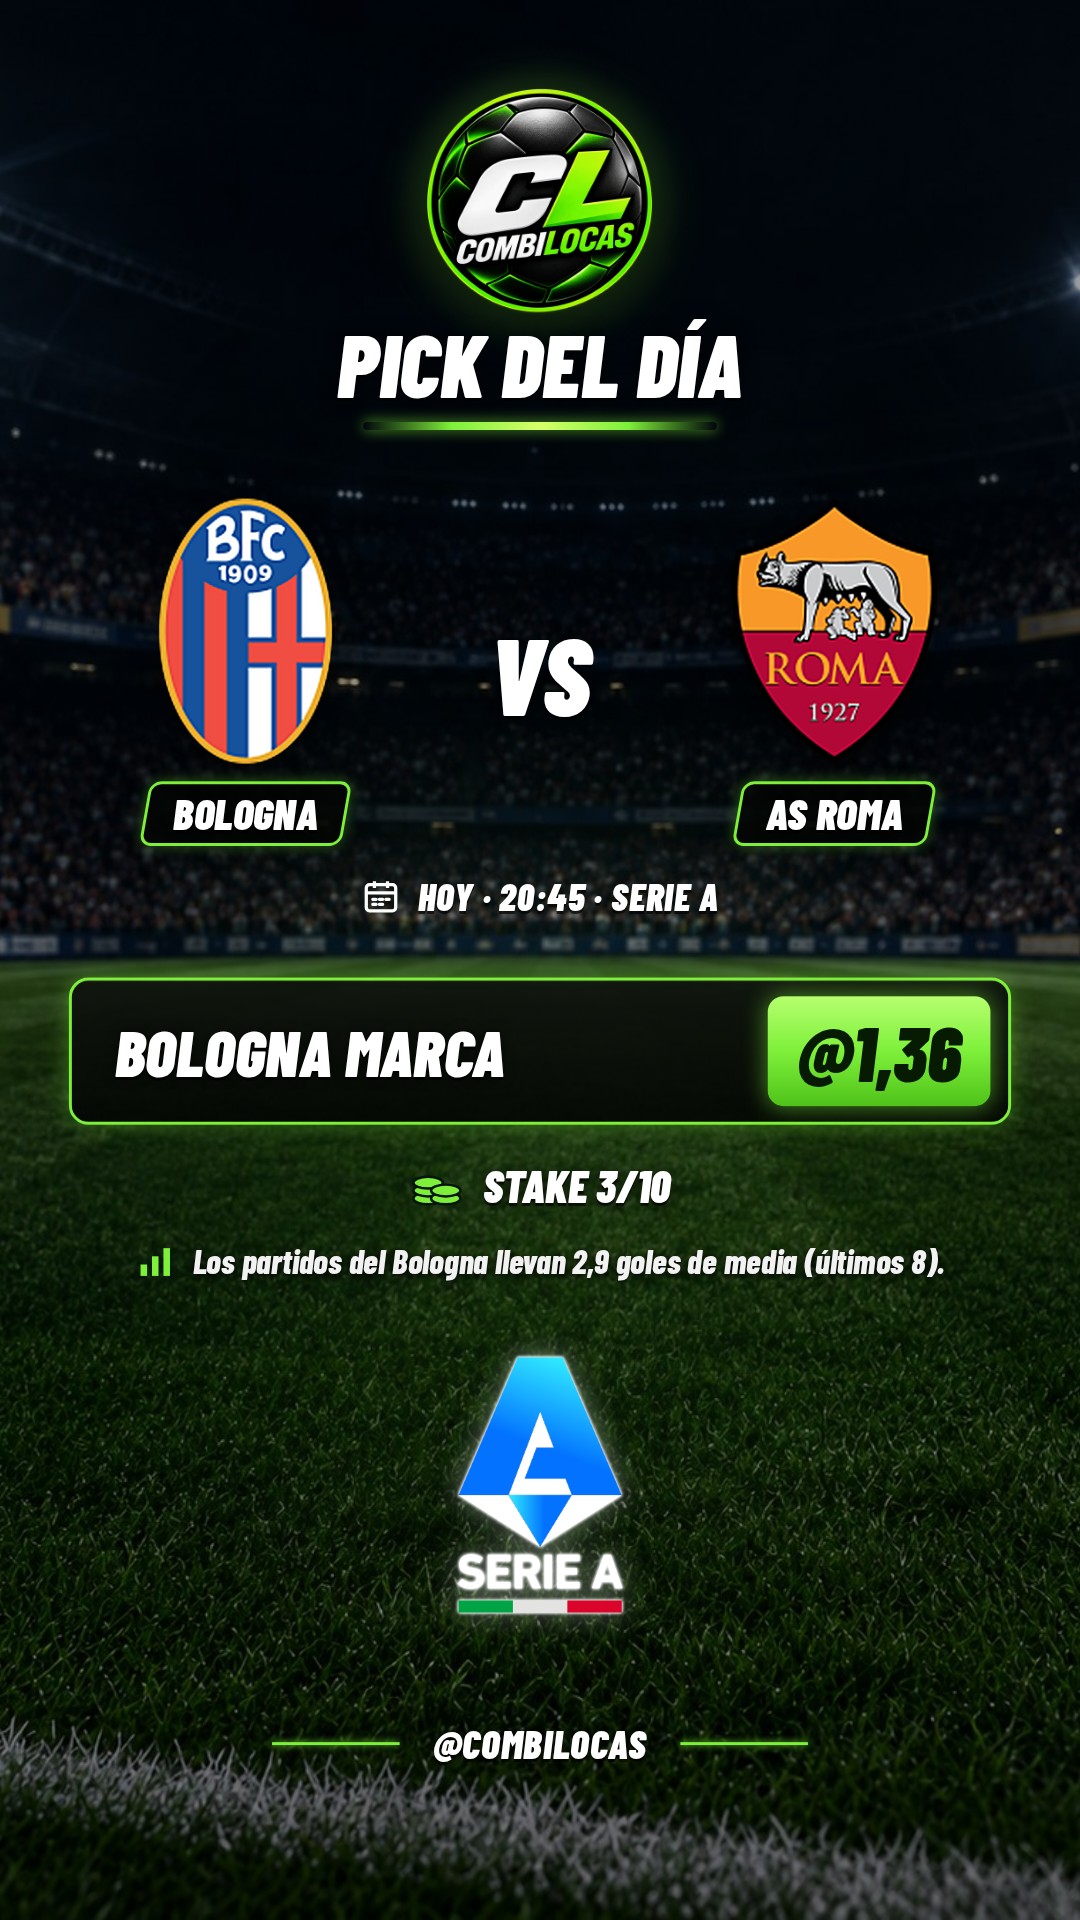 CL
COMBILOCAS
PICK DEL DÍA
BFC
1909
VS
ROMA
1927
BOLOGNA
AS ROMA
HOY · 20:45 · SERIE A
BOLOGNA MARCA
@1,36
STAKE 3/10
Los partidos del Bologna llevan 2,9 goles de media (últimos 8).
SERIE A
@COMBILOCAS